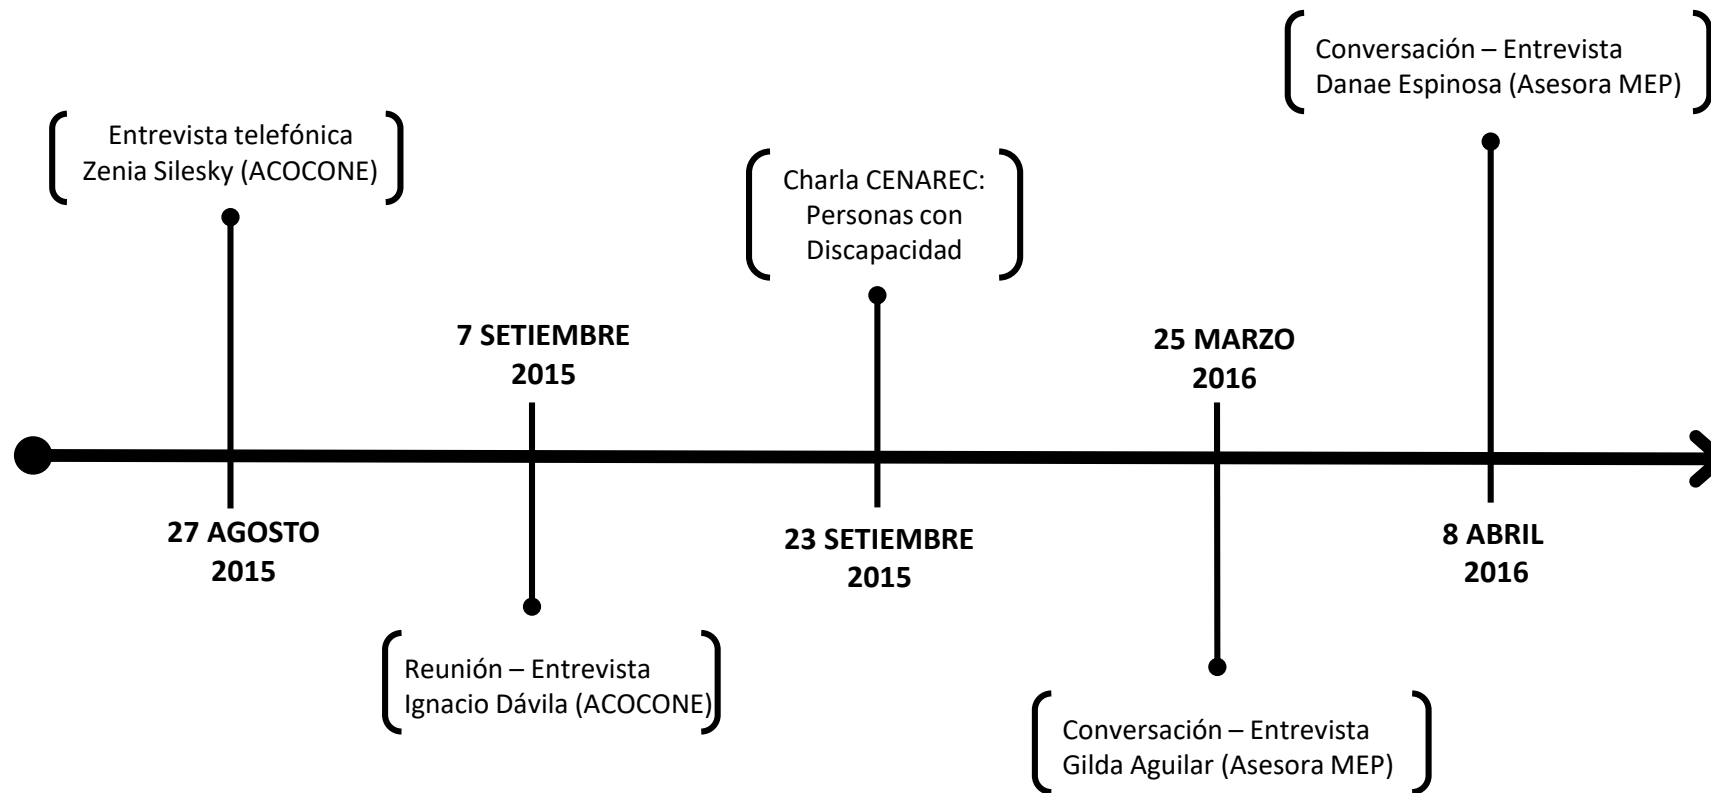 Entrevista telefónica
Zenia Silesky (ACOCONE)
27 AGOSTO
2015
7 SETIEMBRE
2015
Reunión – Entrevista
Ignacio Dávila (ACOCONE)
Charla CENAREC:
Personas con
Discapacidad
23 SETIEMBRE
2015
25 MARZO
2016
Conversación – Entrevista
Gilda Aguilar (Asesora MEP)
Conversación – Entrevista
Danae Espinosa (Asesora MEP)
8 ABRIL
2016